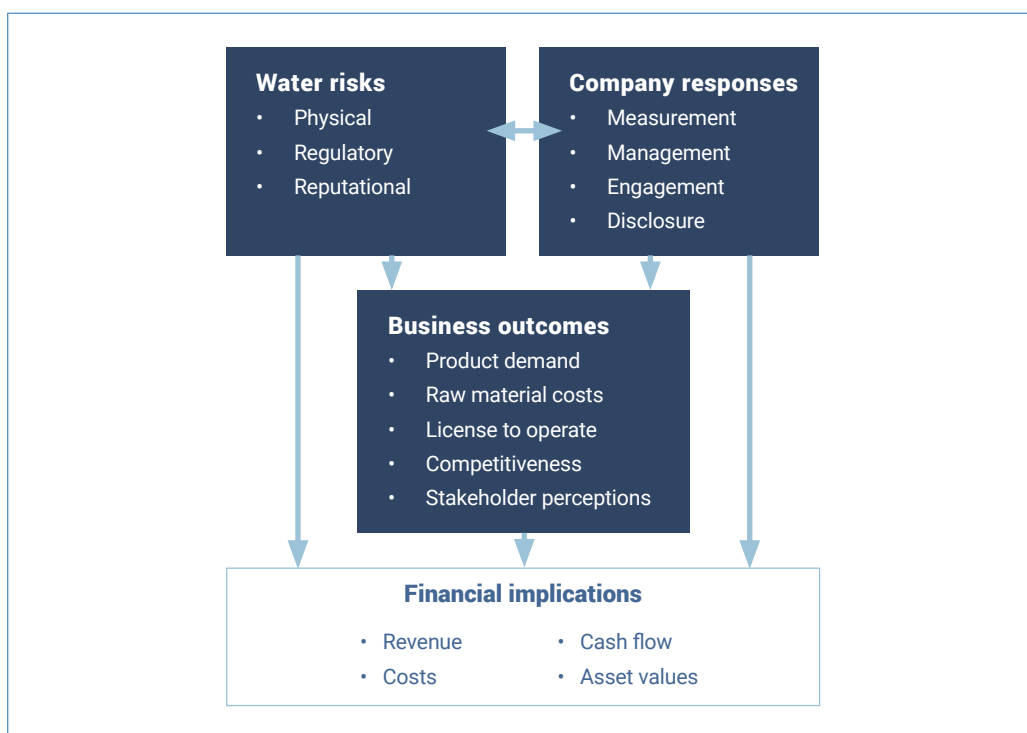 Water risks
• Physical
• Regulatory
• Reputational
Company responses
• Measurement
• Management
• Engagement
• Disclosure
Business outcomes
• Product demand
• Raw material costs
• License to operate
• Competitiveness
• Stakeholder perceptions
Financial implications
• Revenue
• Costs
• Cash flow
• Asset values